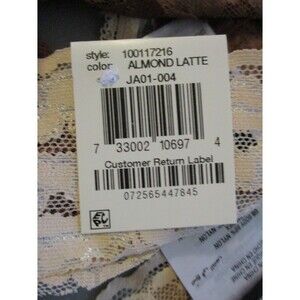 style: 100117216
color: ALMOND LATTE
JA01-004
7 33002 10697 4
Customer Return Label
072565447845